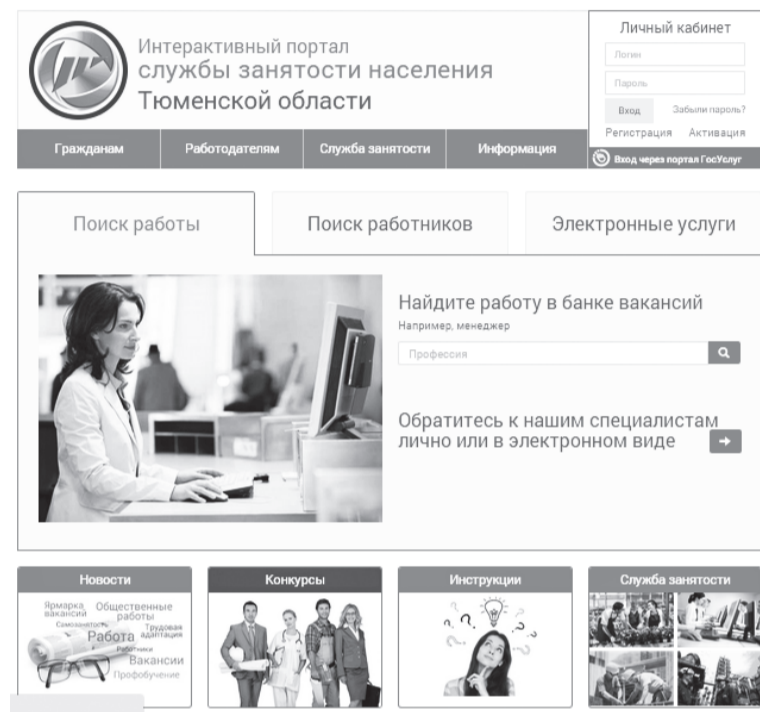 Интерактивный портал
службы занятости населения
Тюменской области
Личный кабинет
Логин
Пароль
Вход Забыли пароль?
Регистрация Активация
Вход через портал ГосУслуг
Гражданам Работодателям Служба занятости Информация
Поиск работы Поиск работников Электронные услуги
Найдите работу в банке вакансий
Например, менеджер
Профессия
Обратитесь к нашим специалистам
лично или в электронном виде
Новости Конкурсы Инструкции Служба занятости
Ярмарка
вакансий
Общественные
работы
Самозанятость
Трудовая
адаптация
Работа
Работники
Вакансии
Профобучение